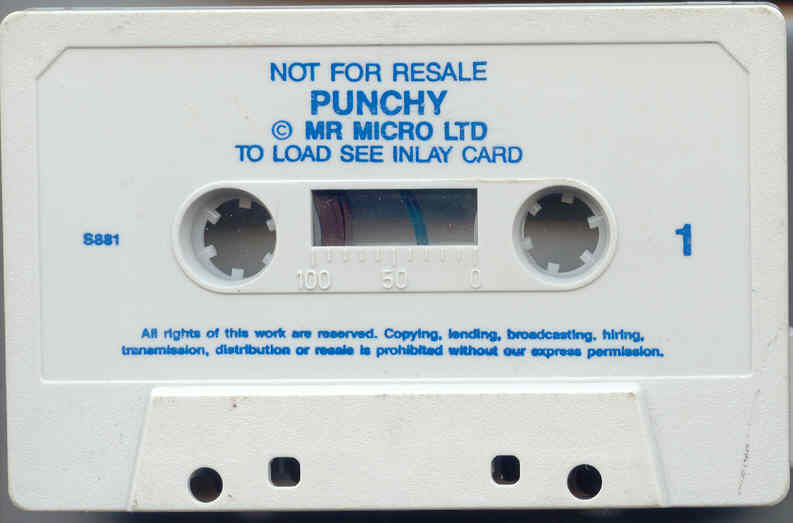 NOT FOR RESALE
PUNCHY
© MR MICRO LTD
TO LOAD SEE INLAY CARD
S881
1
100 50 0
All rights of this work are reserved. Copying, lending, broadcasting, hiring,
transmission, distribution or resale is prohibited without our express permission.